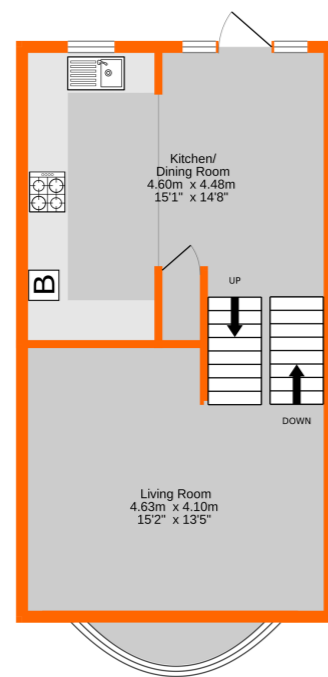 Kitchen/
Dining Room
4.60m x 4.48m
15'1" x 14'8"
B
UP
DOWN
Living Room
4.63m x 4.10m
15'2" x 13'5"